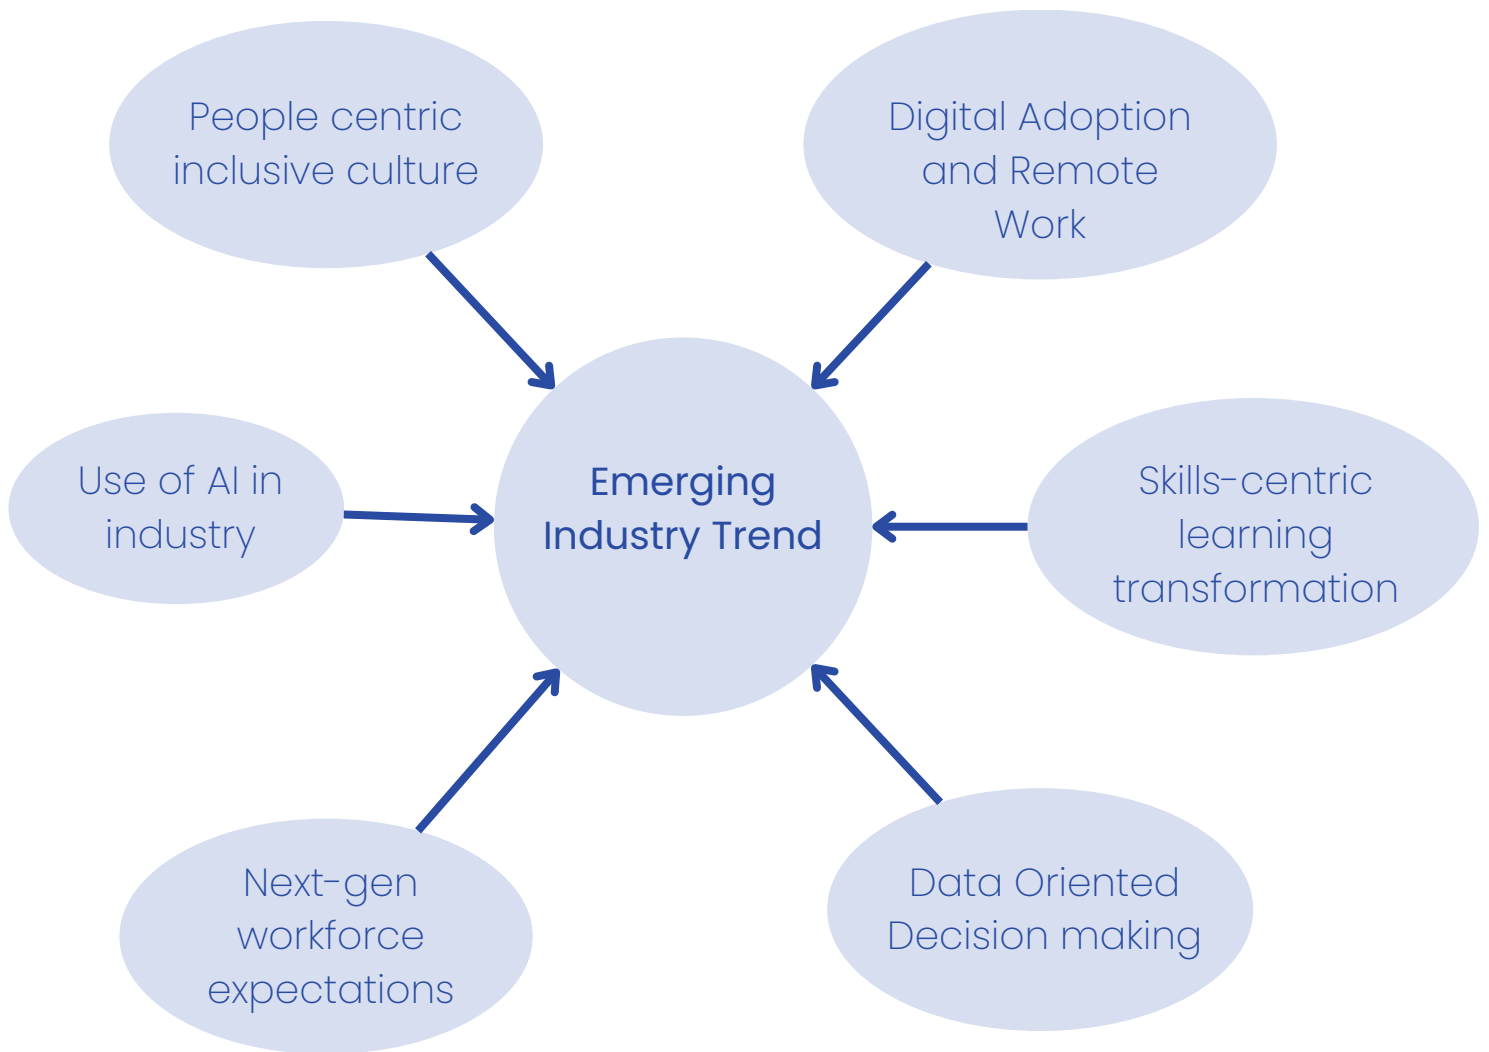 People centric
inclusive culture
Digital Adoption
and Remote
Work
Use of AI in
industry
Emerging
Industry Trend
Skills-centric
learning
transformation
Next-gen
workforce
expectations
Data Oriented
Decision making